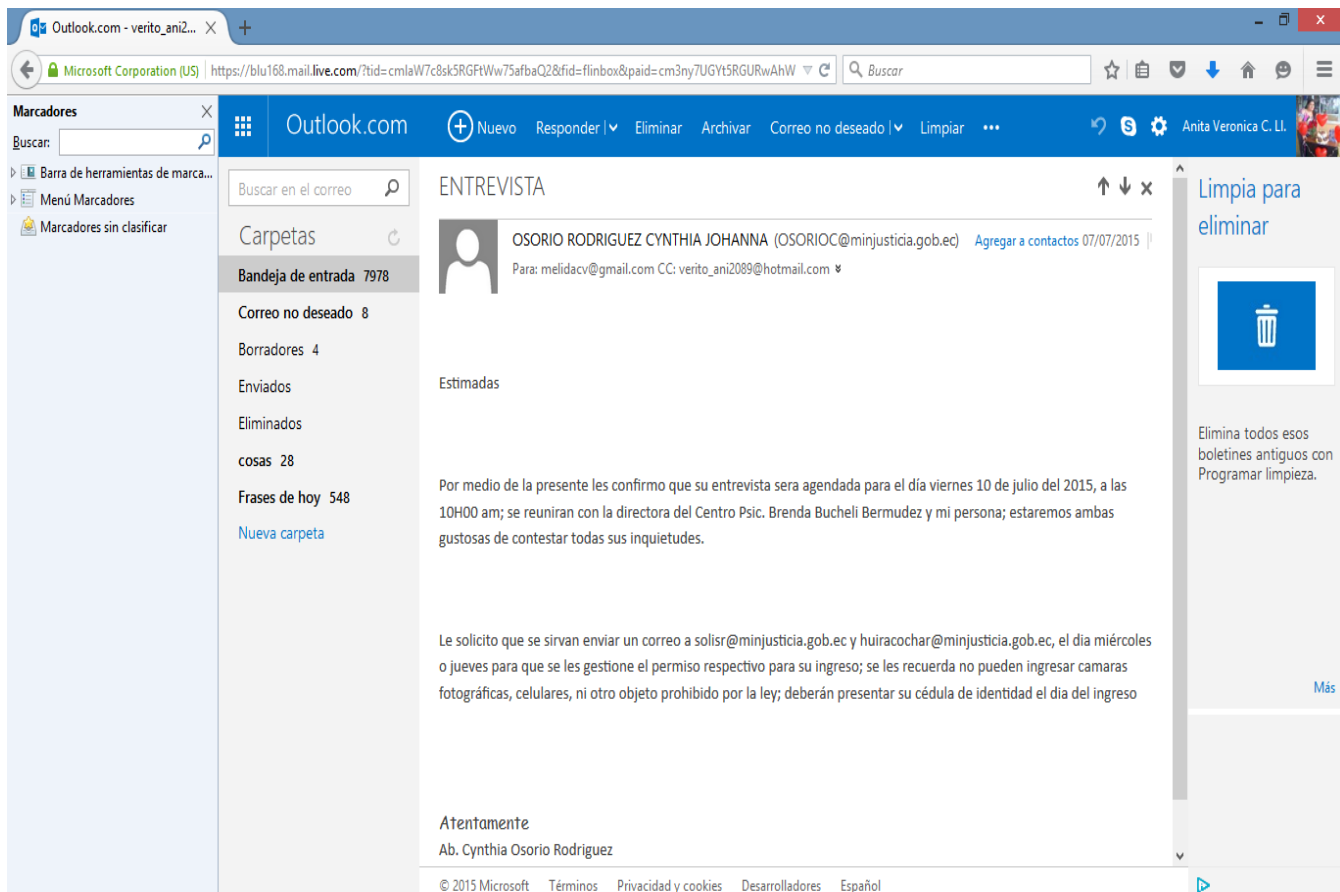 Outlook.com - verito_ani2...
Microsoft Corporation (US) https://blu168.mail.live.com/?tid=cmlaW7c8sk5RGFtWw75afbaQ2&fid=flinbox&paid=cm3ny7UGYt5RGURwAhW Buscar
Marcadores
Buscar:
Barra de herramientas de marca...
Menú Marcadores
Marcadores sin clasificar
Outlook.com Nuevo Responder Eliminar Archivar Correo no deseado Limpiar ••• Anita Veronica C. Ll.
Buscar en el correo
Carpetas
Bandeja de entrada 7978
Correo no deseado 8
Borradores 4
Enviados
Eliminados
cosas 28
Frases de hoy 548
Nueva carpeta
ENTREVISTA
OSORIO RODRIGUEZ CYNTHIA JOHANNA (OSORIOC@minjusticia.gob.ec) Agregar a contactos 07/07/2015
Para: melidacv@gmail.com CC: verito_ani2089@hotmail.com
Estimadas
Por medio de la presente les confirmo que su entrevista sera agendada para el día viernes 10 de julio del 2015, a las
10H00 am; se reuniran con la directora del Centro Psic. Brenda Bucheli Bermudez y mi persona; estaremos ambas
gustosas de contestar todas sus inquietudes.
Le solicito que se sirvan enviar un correo a solisr@minjusticia.gob.ec y huiracochar@minjusticia.gob.ec, el dia miércoles
o jueves para que se les gestione el permiso respectivo para su ingreso; se les recuerda no pueden ingresar camaras
fotográficas, celulares, ni otro objeto prohibido por la ley; deberán presentar su cédula de identidad el dia del ingreso
Atentamente
Ab. Cynthia Osorio Rodriguez
© 2015 Microsoft Términos Privacidad y cookies Desarrolladores Español
Limpia para
eliminar
Elimina todos esos
boletines antiguos con
Programar limpieza.
Más